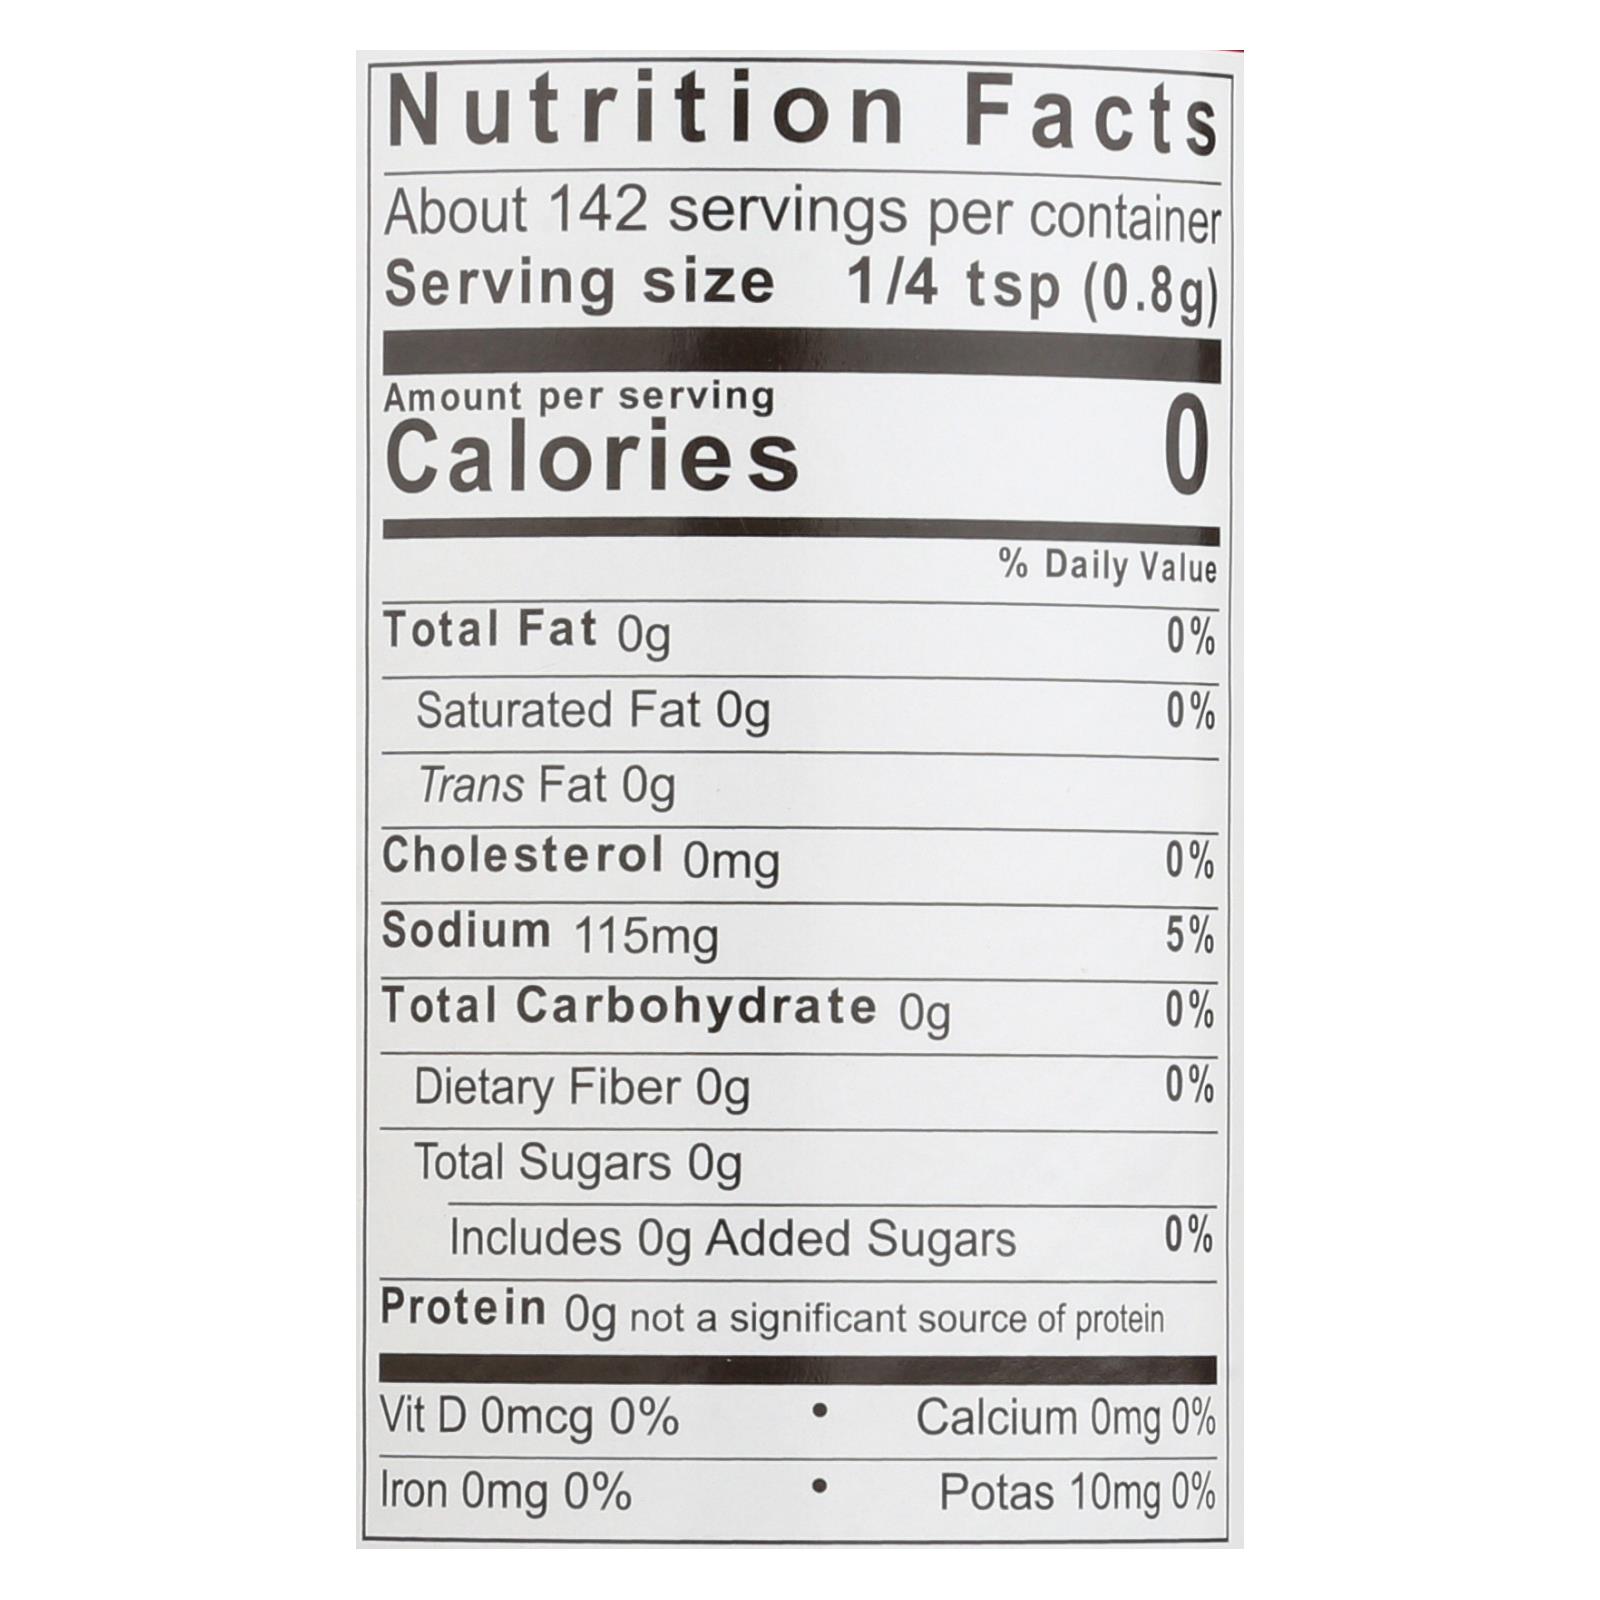 Nutrition Facts
About 142 servings per container
Serving size 1/4 tsp (0.8g)
Amount per serving
Calories 0
% Daily Value
Total Fat 0g 0%
Saturated Fat 0g 0%
Trans Fat 0g
Cholesterol 0mg 0%
Sodium 115mg 5%
Total Carbohydrate 0g 0%
Dietary Fiber 0g 0%
Total Sugars 0g
Includes 0g Added Sugars 0%
Protein 0g not a significant source of protein
Vit D 0mcg 0% • Calcium 0mg 0%
Iron 0mg 0% • Potas 10mg 0%